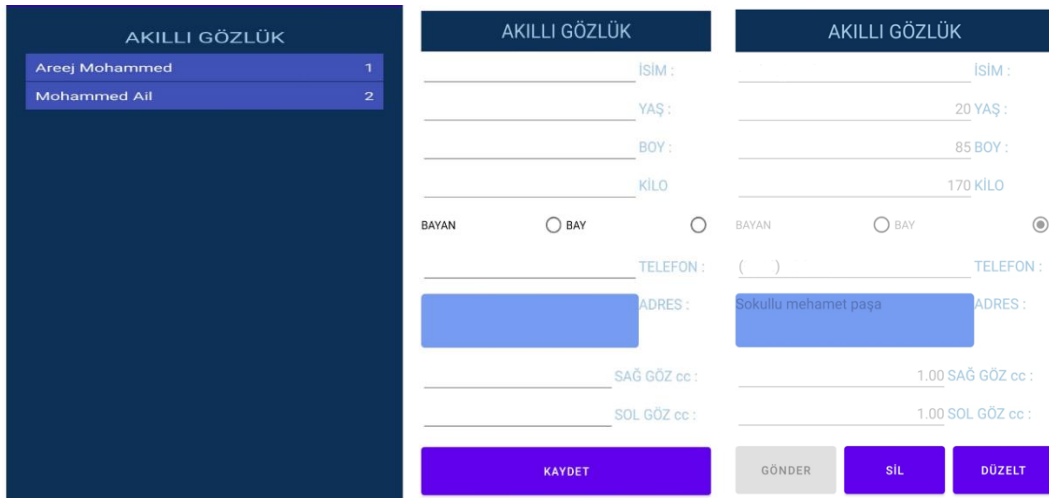 AKILLI GÖZLÜK
Areej Mohammed 1
Mohammed Ail 2
AKILLI GÖZLÜK
İSİM :
YAŞ :
BOY :
KİLO
BAYAN BAY
TELEFON :
ADRES :
SAĞ GÖZ cc :
SOL GÖZ cc :
KAYDET
AKILLI GÖZLÜK
İSİM :
20 YAŞ :
85 BOY :
170 KİLO
BAYAN BAY
( ) TELEFON :
Sokullu mehamet paşa ADRES :
1.00 SAĞ GÖZ cc :
1.00 SOL GÖZ cc :
GÖNDER SİL DÜZELT